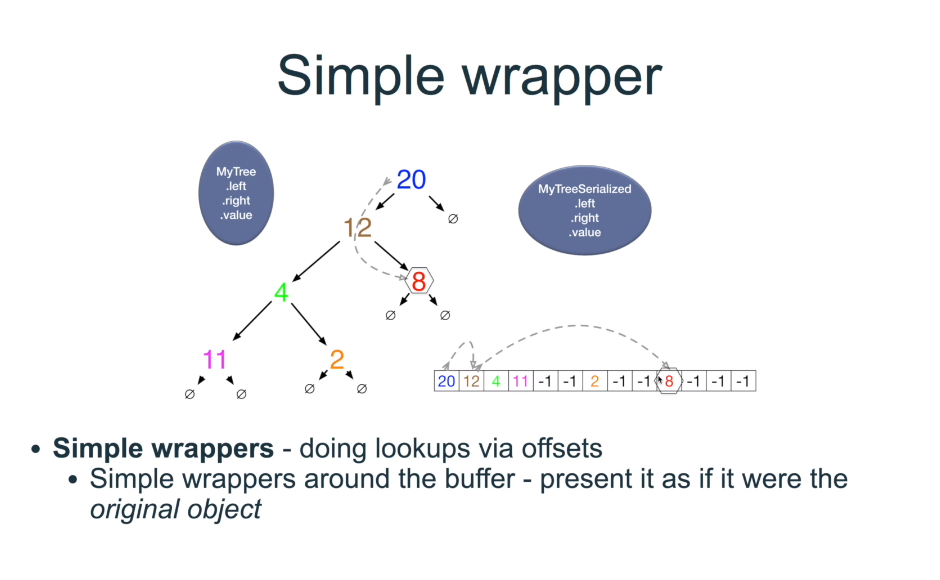 Simple wrapper
MyTree
.left
.right
.value
20
∅
12
8
∅ ∅
4
11
2
∅ ∅
∅ ∅
MyTreeSerialized
.left
.right
.value
20 12 4 11 -1 -1 2 -1 -1 8 -1 -1 -1
• Simple wrappers - doing lookups via offsets
• Simple wrappers around the buffer - present it as if it were the
original object